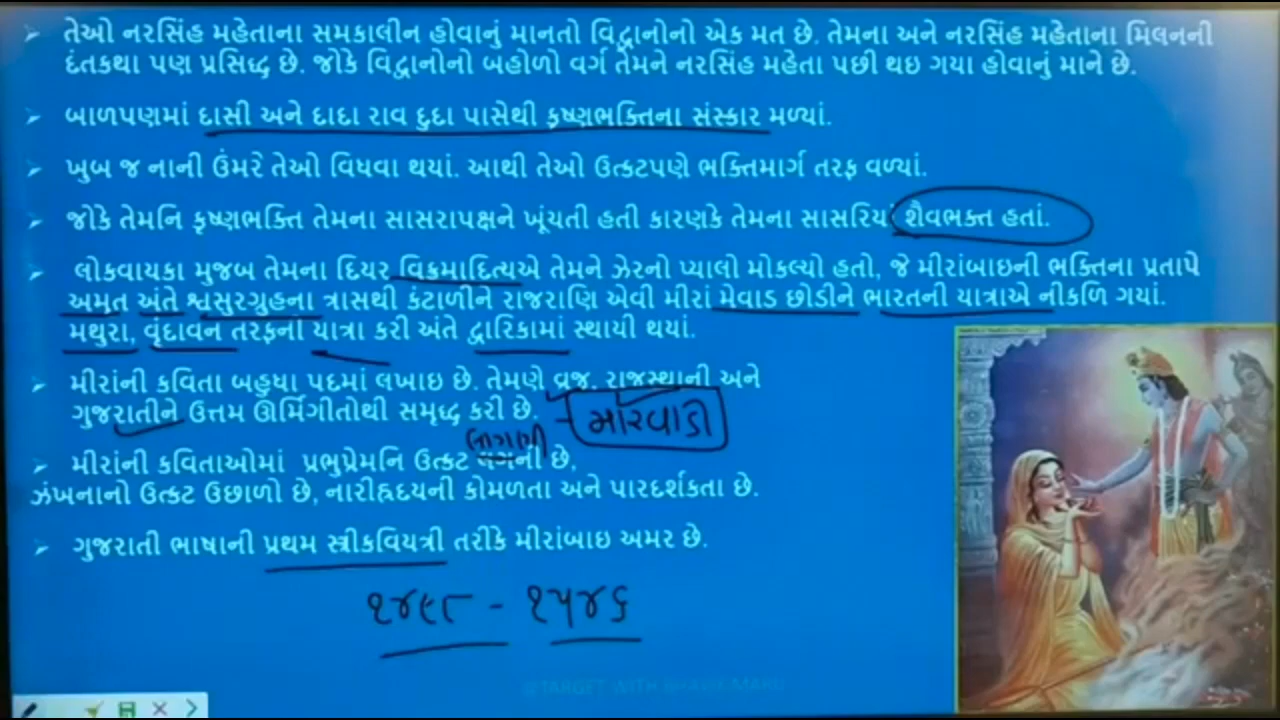 તેઓ નરસિંહ મહેતાના સમકાલીન હોવાનું માનતો વિદ્વાનોનો એક મત છે. તેમના અને નરસિંહ મહેતાના મિલનની
દંતકથા પણ પ્રસિદ્ધ છે. જોકે વિદ્વાનોનો બહોળો વર્ગ તેમને નરસિંહ મહેતા પછી થઇ ગયા હોવાનું માને છે.
બાળપણમાં દાસી અને દાદા રાવ દુદા પાસેથી કૃષ્ણભક્તિના સંસ્કાર મળ્યાં.
ખુબ જ નાની ઉંમરે તેઓ વિધવા થયાં. આથી તેઓ ઉત્કટપણે ભક્તિમાર્ગ તરફ વળ્યાં.
જોકે તેમનિ કૃષ્ણભક્તિ તેમના સાસરાપક્ષને ખૂંચતી હતી કારણકે તેમના સાસરિયાં શૈવભક્ત હતાં.
લોકવાયકા મુજબ તેમના દિયર વિક્રમાદિત્યએ તેમને ઝેરનો પ્યાલો મોકલ્યો હતો, જે મીરાંબાઇની ભક્તિના પ્રતાપે
અમૃત અંતે શ્વસુરગ્રુહના ત્રાસથી કંટાળીને રાજરાણિ એવી મીરાં મેવાડ છોડીને ભારતની યાત્રાએ નીકળિ ગયાં.
મથુરા, વૃંદાવન તરફની યાત્રા કરી અંતે દ્વારિકામાં સ્થાયી થયાં.
મીરાંની કવિતા બહુધા પદમાં લખાઇ છે. તેમણે વ્રજ, રાજસ્થાની અને
ગુજરાતીને ઉત્તમ ઊર્મિગીતોથી સમૃધ્ધ કરી છે. - મારવાડી
લાગણી
મીરાંની કવિતાઓમાં પ્રભુપ્રેમનિ ઉત્કટ લગની છે,
ઝંખનાનો ઉત્કટ ઉછાળો છે, નારીહ્રદયની કોમળતા અને પારદર્શકતા છે.
ગુજરાતી ભાષાની પ્રથમ સ્ત્રીકવિયત્રી તરીકે મીરાંબાઇ અમર છે.
૧૪૯૮ - ૧૫૪૬
@TARGET WITH BHAVIK MARU